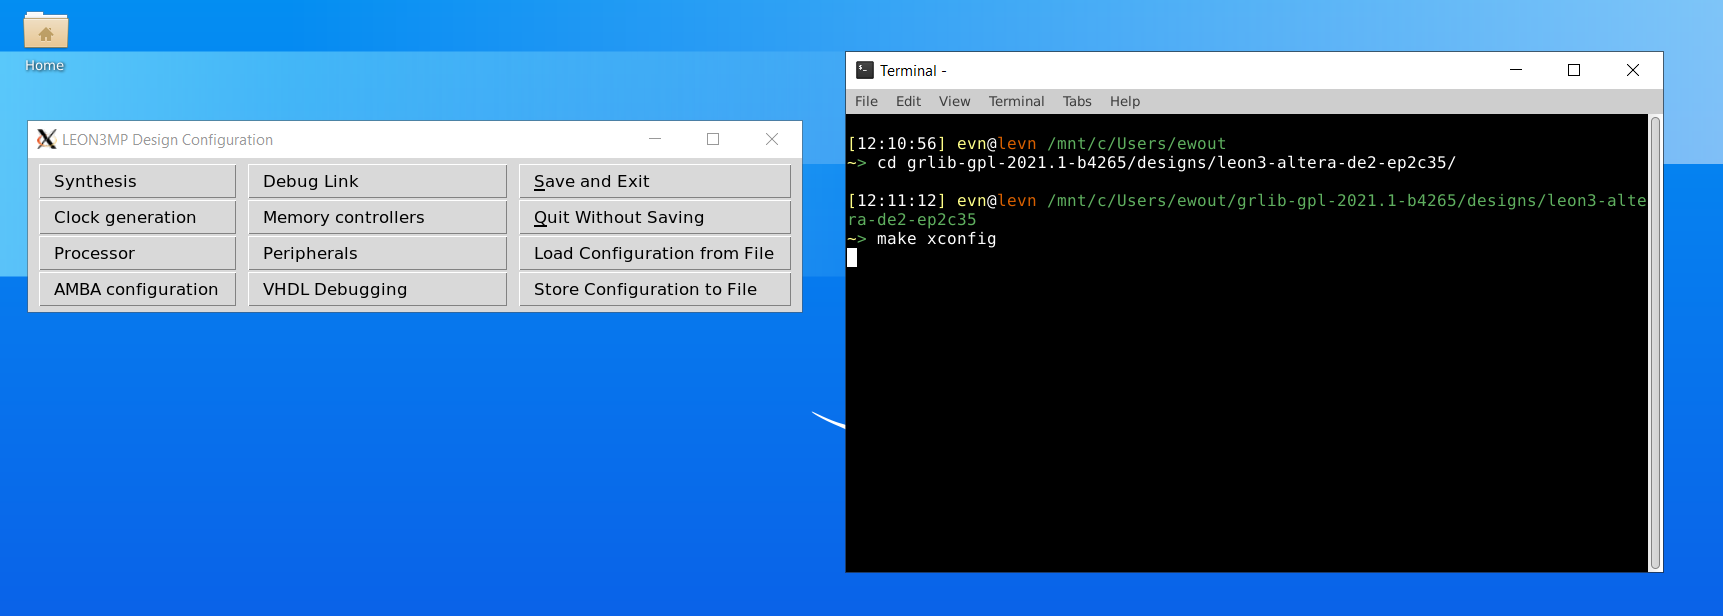 Home
LEON3MP Design Configuration
Synthesis
Debug Link
Save and Exit
Clock generation
Memory controllers
Quit Without Saving
Processor
Peripherals
Load Configuration from File
AMBA configuration
VHDL Debugging
Store Configuration to File
Terminal -
File Edit View Terminal Tabs Help
[12:10:56] evn@levn /mnt/c/Users/ewout
~> cd grlib-gpl-2021.1-b4265/designs/leon3-altera-de2-ep2c35/
[12:11:12] evn@levn /mnt/c/Users/ewout/grlib-gpl-2021.1-b4265/designs/leon3-alte
ra-de2-ep2c35
~> make xconfig